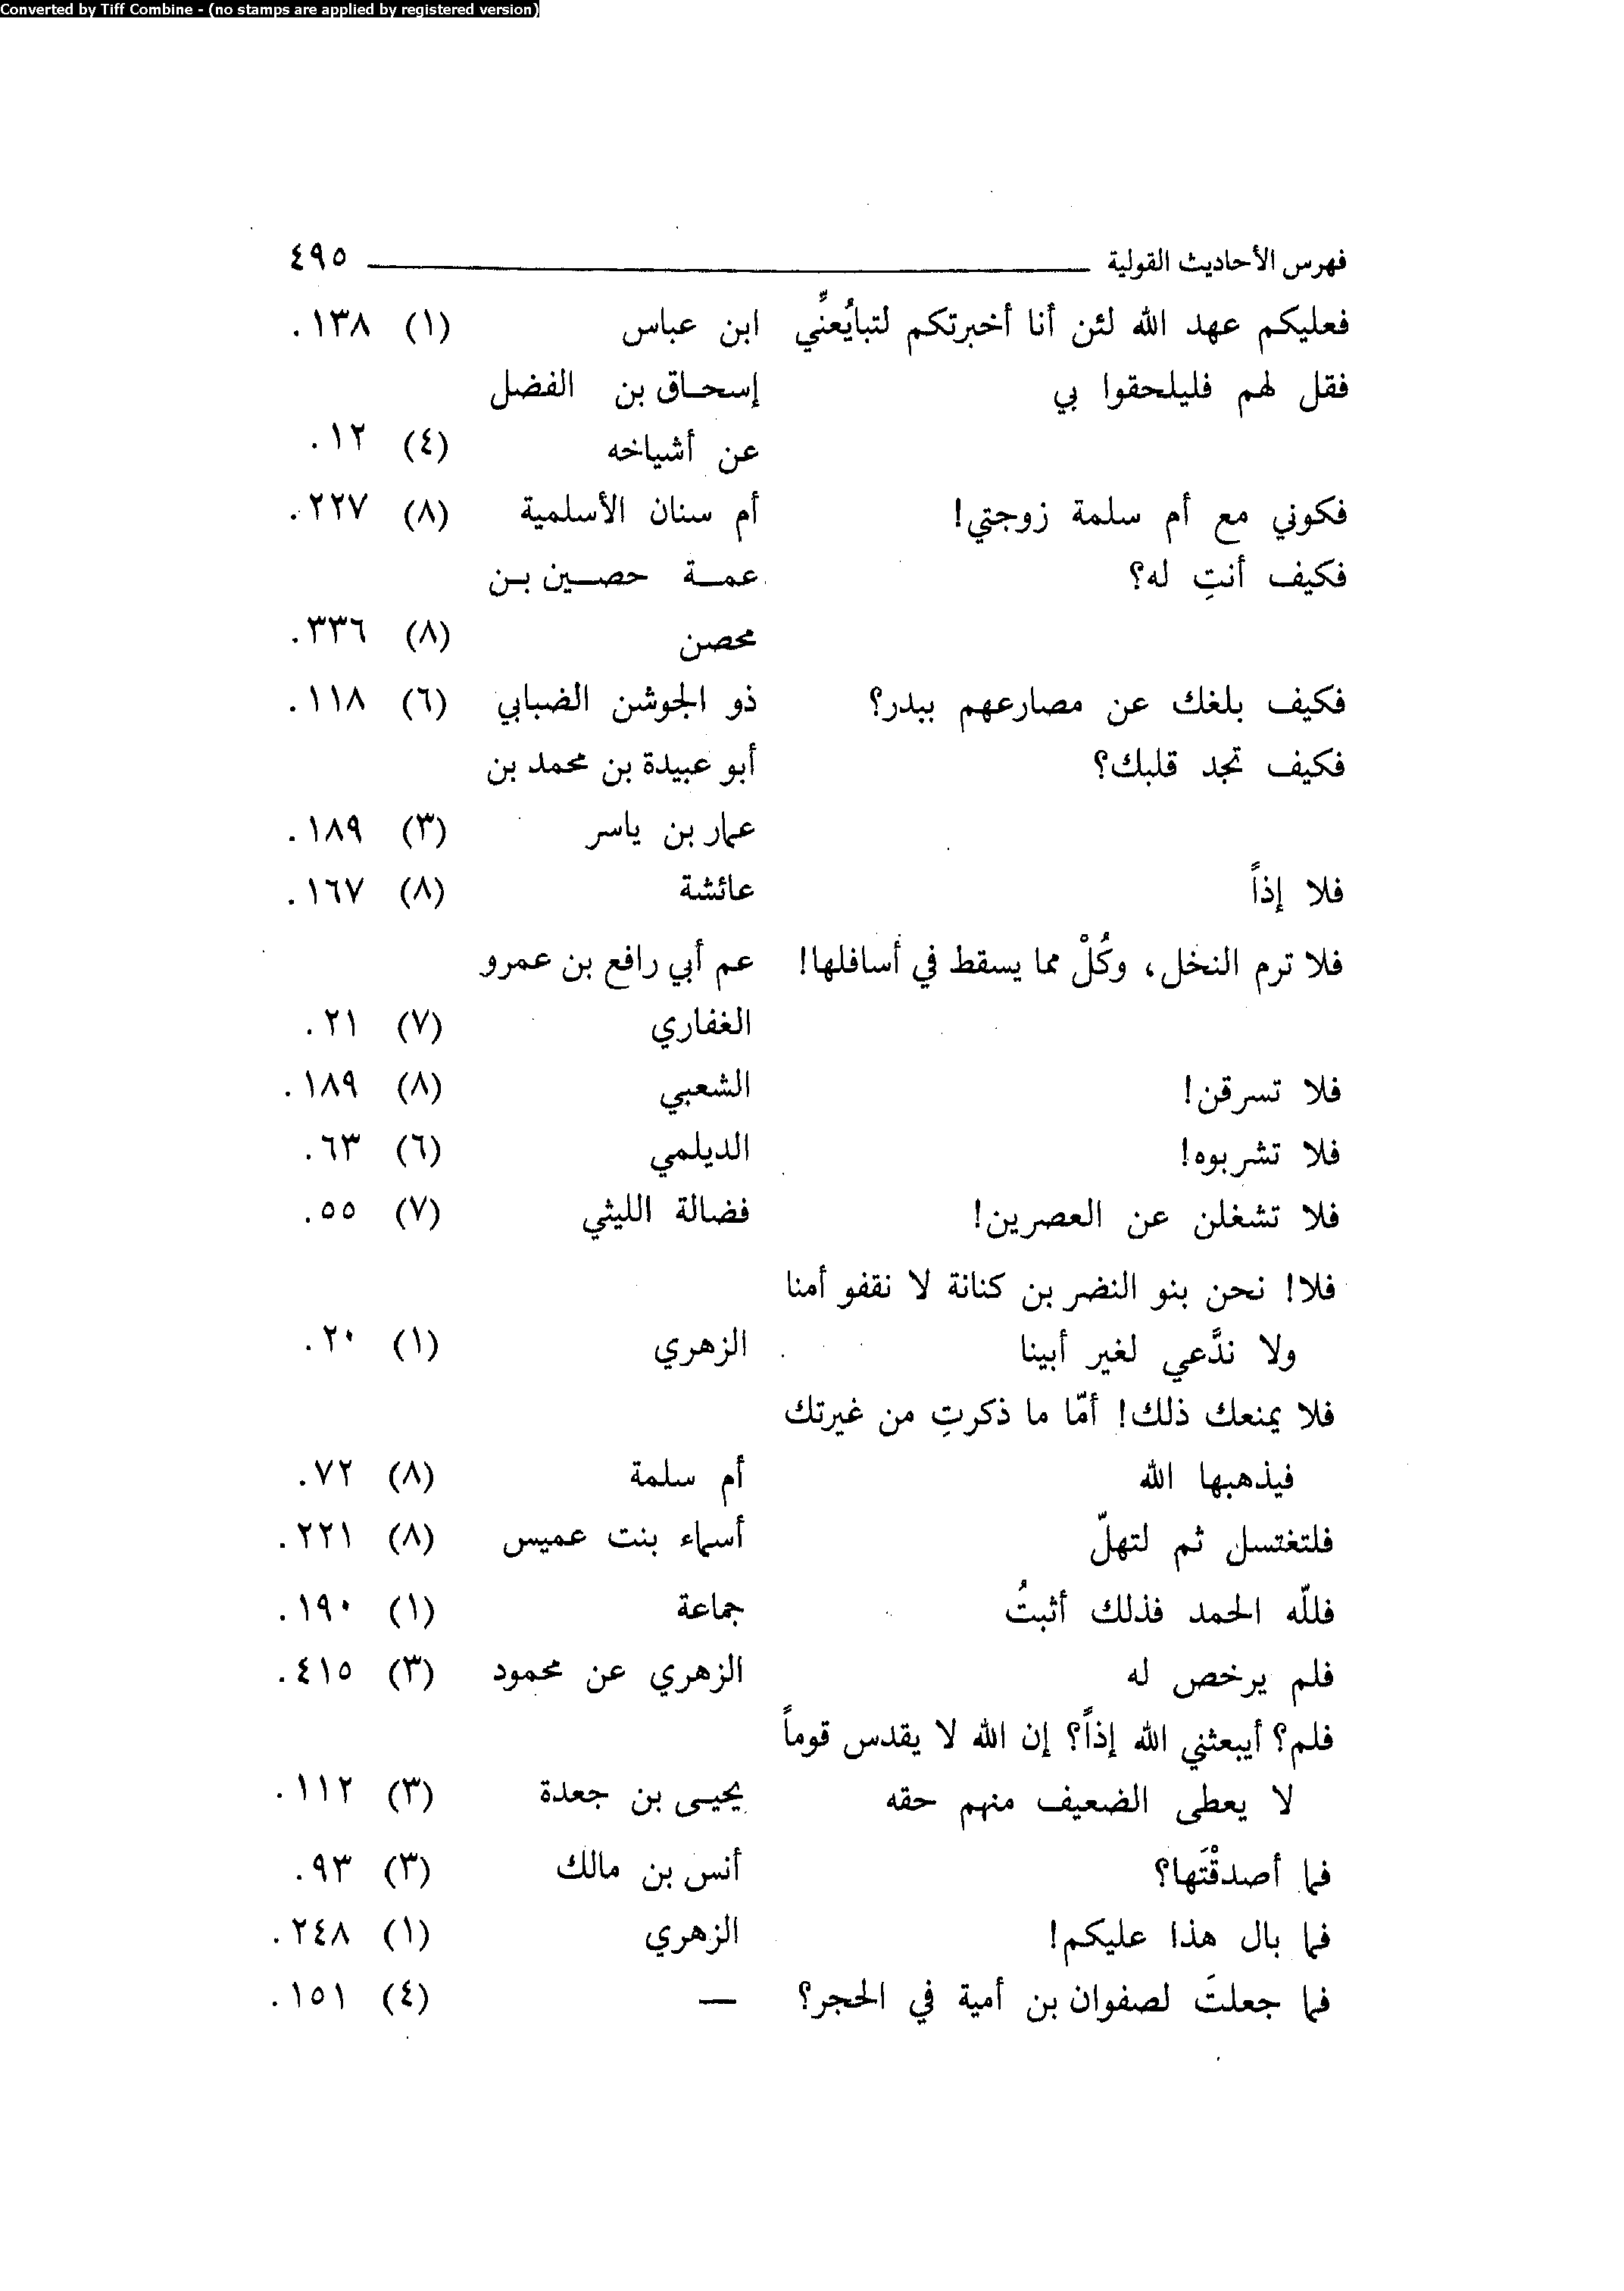 Converted by Tiff Combine - (no stamps are applied by registered version)
فهرس الأحاديث القولية ٤٩٥
فعليكم عهد الله لئن أنا أخبرتكم لتبايُعنِّي ابن عباس (١) ١٣٨.
فقل لهم فليلحقوا بي إسحاق بن الفضل
عن أشياخه (٤) ١٢.
فكوني مع أم سلمة زوجتي! أم سنان الأسلمية (٨) ٢٢٧.
فكيف أنتِ له؟ عمة حصين بن
محصن (٨) ٣٣٦.
فكيف بلغك عن مصارعهم ببدر؟ ذو الجوشن الضبابي (٦) ١١٨.
فكيف تجد قلبك؟ أبو عبيدة بن محمد بن
عمار بن ياسر (٣) ١٨٩.
فلا إذاً عائشة (٨) ١٦٧.
فلا ترم النخل، وكُلْ مما يسقط في أسافلها! عم أبي رافع بن عمرو
الغفاري (٧) ٢١.
فلا تسرقن! الشعبي (٨) ١٨٩.
فلا تشربوه! الديلمي (٦) ٦٣.
فلا تشغلن عن العصرين! فضالة الليثي (٧) ٥٥.
فلا! نحن بنو النضر بن كنانة لا نقفو أمنا
ولا ندَّعي لغير أبينا الزهري (١) ٢٠.
فلا يمنعك ذلك! أمّا ما ذكرتِ من غيرتك
فيذهبها الله أم سلمة (٨) ٧٢.
فلتغتسل ثم لتهلّ أسماء بنت عميس (٨) ٢٢١.
فللّه الحمد فذلك أثبتُ جماعة (١) ١٩٠.
فلم يرخص له الزهري عن محمود (٣) ٤١٥.
فلم؟ أيبعثني الله إذاً؟ إن الله لا يقدس قوماً
لا يعطى الضعيف منهم حقه يحيى بن جعدة (٣) ١١٢.
فما أصدقْتَها؟ أنس بن مالك (٣) ٩٣.
فما بال هذا عليكم! الزهري (١) ٢٤٨.
فما جعلتَ لصفوان بن أمية في الحجر؟ — (٤) ١٥١.